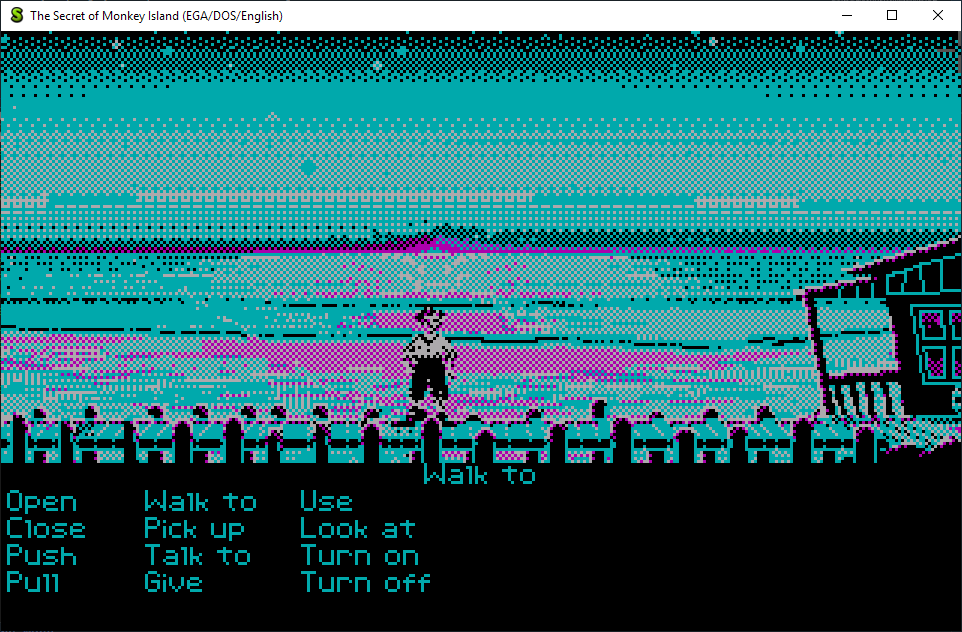 The Secret of Monkey Island (EGA/DOS/English)
Walk to
Open Walk to Use
Close Pick up Look at
Push Talk to Turn on
Pull Give Turn off